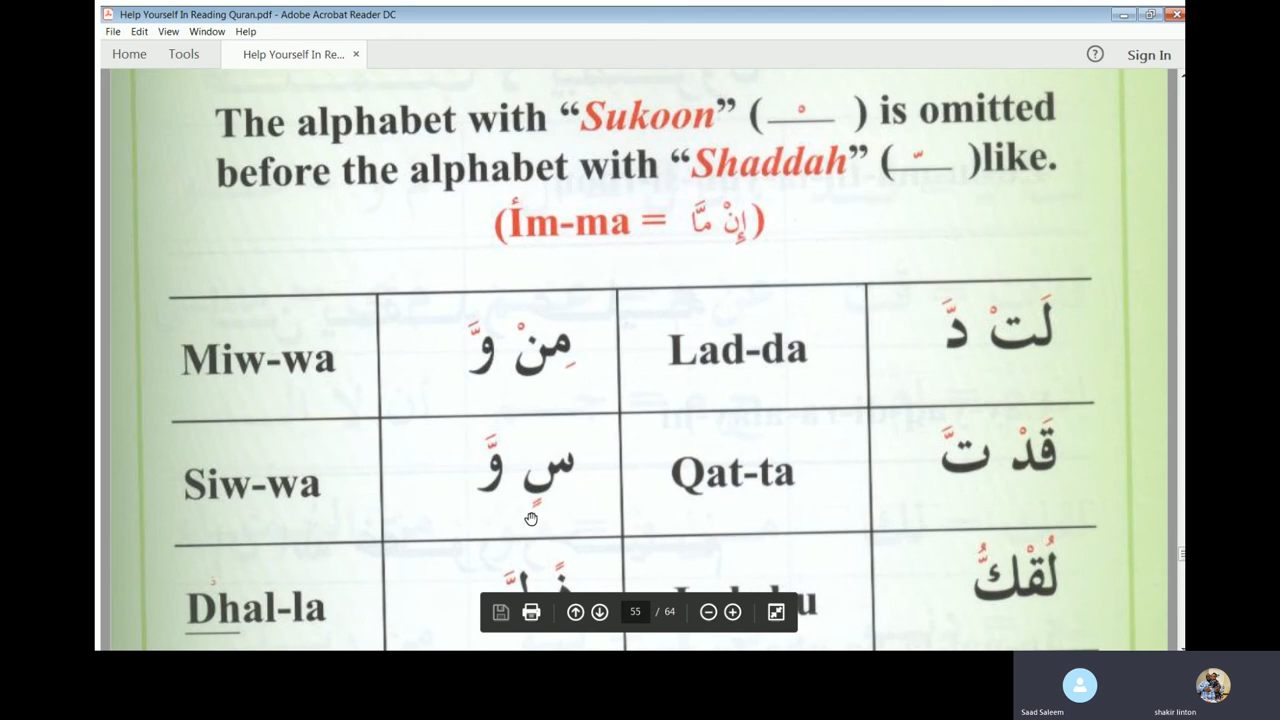 Help Yourself In Reading Quran.pdf - Adobe Acrobat Reader DC
File Edit View Window Help
Home Tools Help Yourself In Re... × ? Sign In
The alphabet with “Sukoon” ( ْ ) is omitted
before the alphabet with “Shaddah” ( ّ )like.
(İm-ma = إِنْ مَّا)
Miw-wa مِنْ وَّ Lad-da لَتْ دَّ
Siw-wa سٍ وَّ Qat-ta قَدْ تَّ
Dhal-la لُقْكُّ
55 / 64
Saad Saleem shakir linton